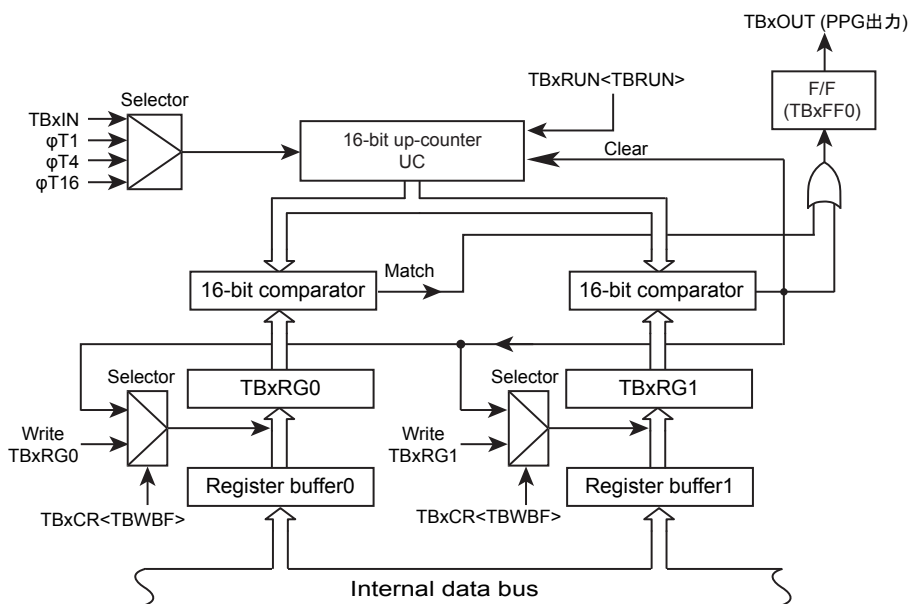 TBxOUT (PPG出力)
F/F
(TBxFF0)
TBxRUN<TBRUN>
Selector
TBxIN
φT1
φT4
φT16
16-bit up-counter
UC
Clear
Match
16-bit comparator
16-bit comparator
Selector
TBxRG0
Selector
TBxRG1
Write
TBxRG0
Write
TBxRG1
Register buffer0
Register buffer1
TBxCR<TBWBF>
TBxCR<TBWBF>
Internal data bus